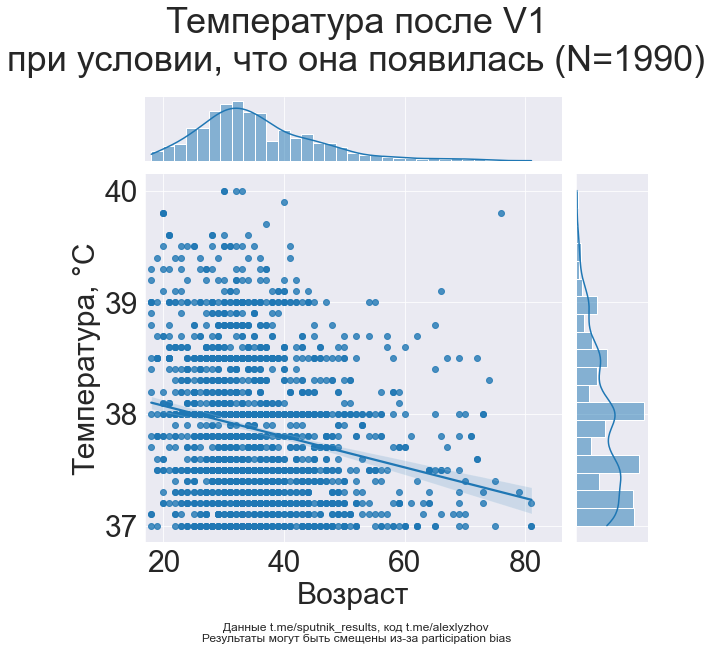 Температура после V1
при условии, что она появилась (N=1990)
40
39
38
37
Температура, °C
20
40
60
80
Возраст
Данные t.me/sputnik_results, код t.me/alexlyzhov
Результаты могут быть смещены из-за participation bias